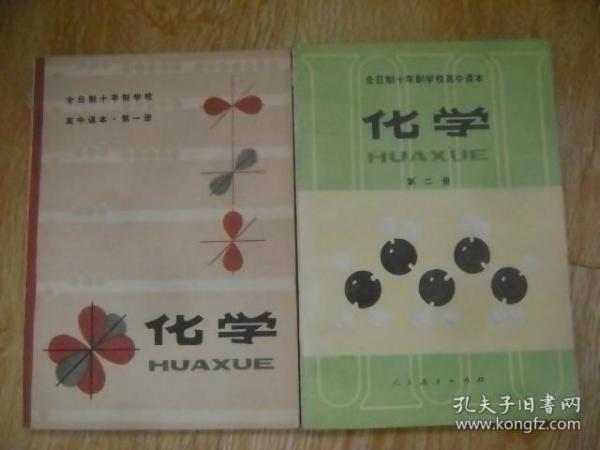 全日制十年制学校
高中课本·第一册
化学
HUAXUE
全日制十年制学校高中课本
化学
HUAXUE
第二册
人民教育出版社
孔夫子旧书网
www.kongfz.com